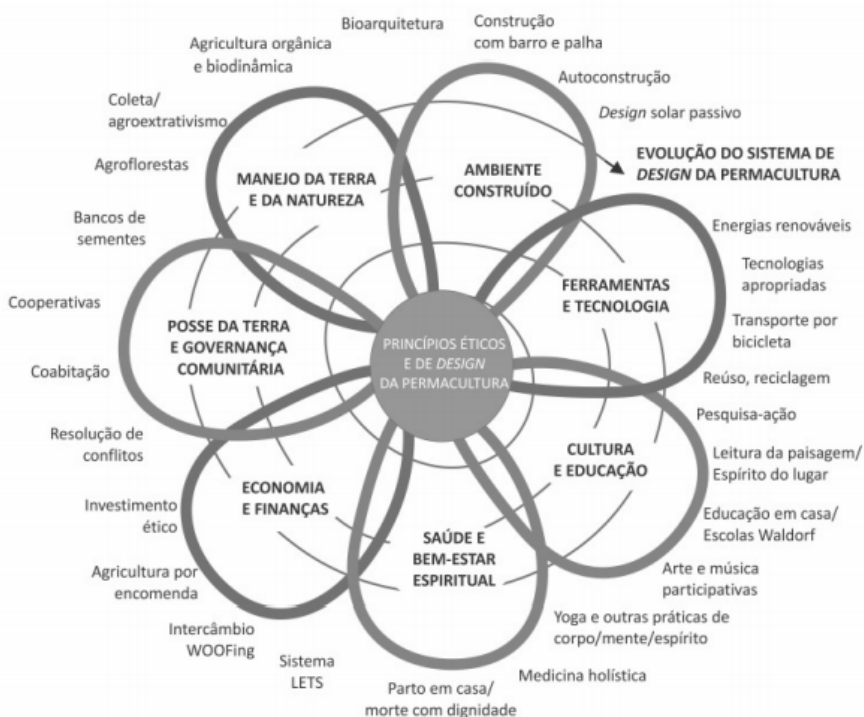 Bioarquitetura
Construção
com barro e palha
Agricultura orgânica
e biodinâmica
Autoconstrução
Coleta/
agroextrativismo
Design solar passivo
EVOLUÇÃO DO SISTEMA DE
DESIGN DA PERMACULTURA
Agroflorestas
MANEJO DA TERRA
E DA NATUREZA
AMBIENTE
CONSTRUÍDO
Bancos de
sementes
Energias renováveis
Tecnologias
apropriadas
FERRAMENTAS
E TECNOLOGIA
Cooperativas
POSSE DA TERRA
E GOVERNANÇA
COMUNITÁRIA
PRINCÍPIOS ÉTICOS
E DE DESIGN
DA PERMACULTURA
Transporte por
bicicleta
Coabitação
Reúso, reciclagem
Pesquisa-ação
Resolução de
conflitos
CULTURA
E EDUCAÇÃO
Leitura da paisagem/
Espírito do lugar
ECONOMIA
E FINANÇAS
Investimento
ético
Educação em casa/
Escolas Waldorf
SAÚDE E
BEM-ESTAR
ESPIRITUAL
Agricultura por
encomenda
Arte e música
participativas
Intercâmbio
WOOFing
Yoga e outras práticas de
corpo/mente/espírito
Sistema
LETS
Medicina holística
Parto em casa/
morte com dignidade